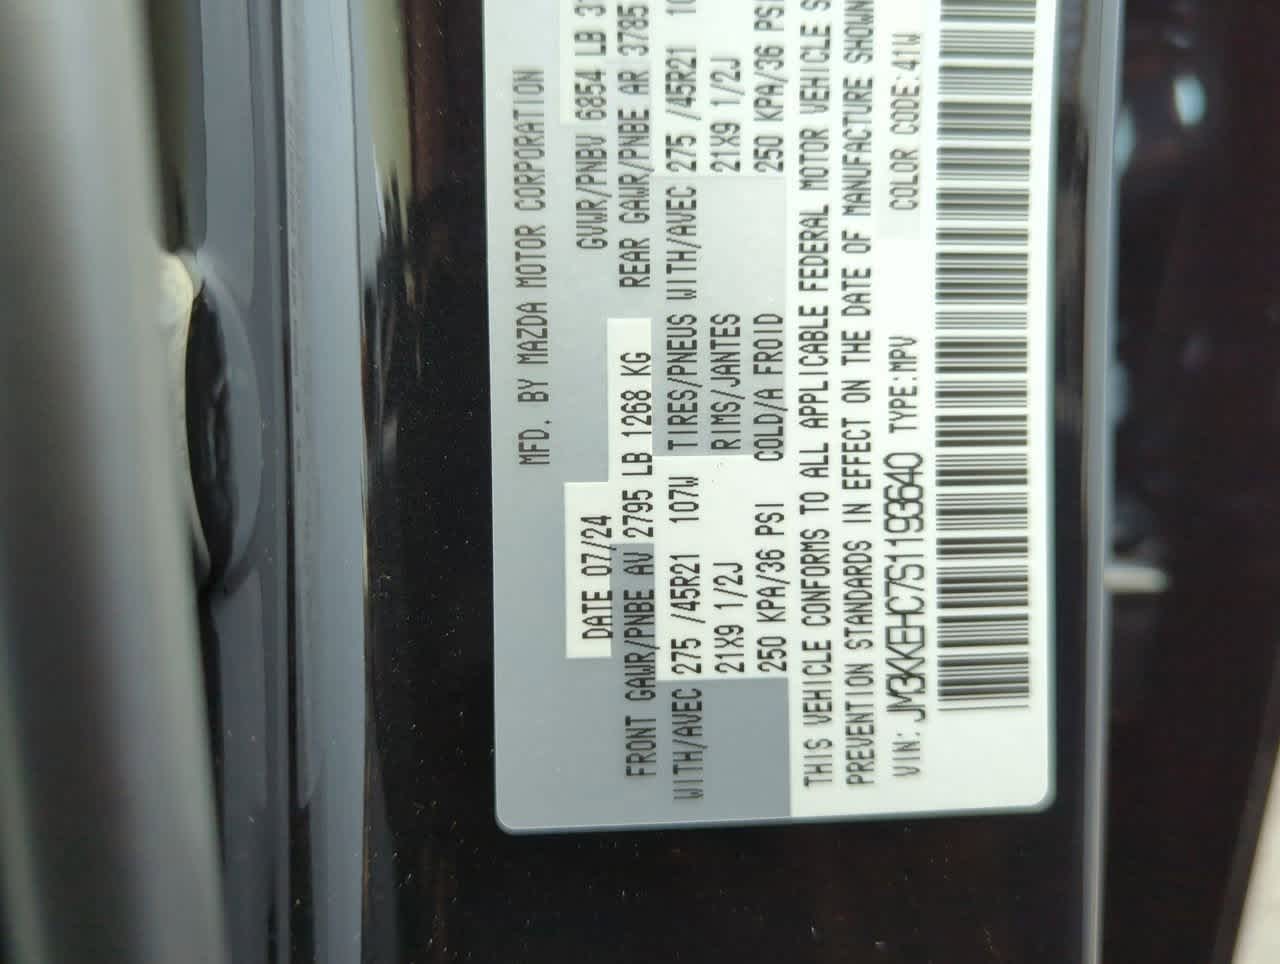 MFD. BY MAZDA MOTOR CORPORATION
DATE 07/24 GVWR/PNBV 6854 LB 31
FRONT GAWR/PNBE AV 2795 LB 1268 KG REAR GAWR/PNBE AR 3785
WITH/AVEC 275 /45R21 107W TIRES/PNEUS WITH/AVEC 275 /45R21 10
21X9 1/2J RIMS/JANTES 21X9 1/2J
250 KPA/36 PSI COLD/A FROID 250 KPA/36 PSI
THIS VEHICLE CONFORMS TO ALL APPLICABLE FEDERAL MOTOR VEHICLE S
PREVENTION STANDARDS IN EFFECT ON THE DATE OF MANUFACTURE SHOWN
VIN: JM3KKEHC7S1193640 TYPE:MPV COLOR CODE:41W